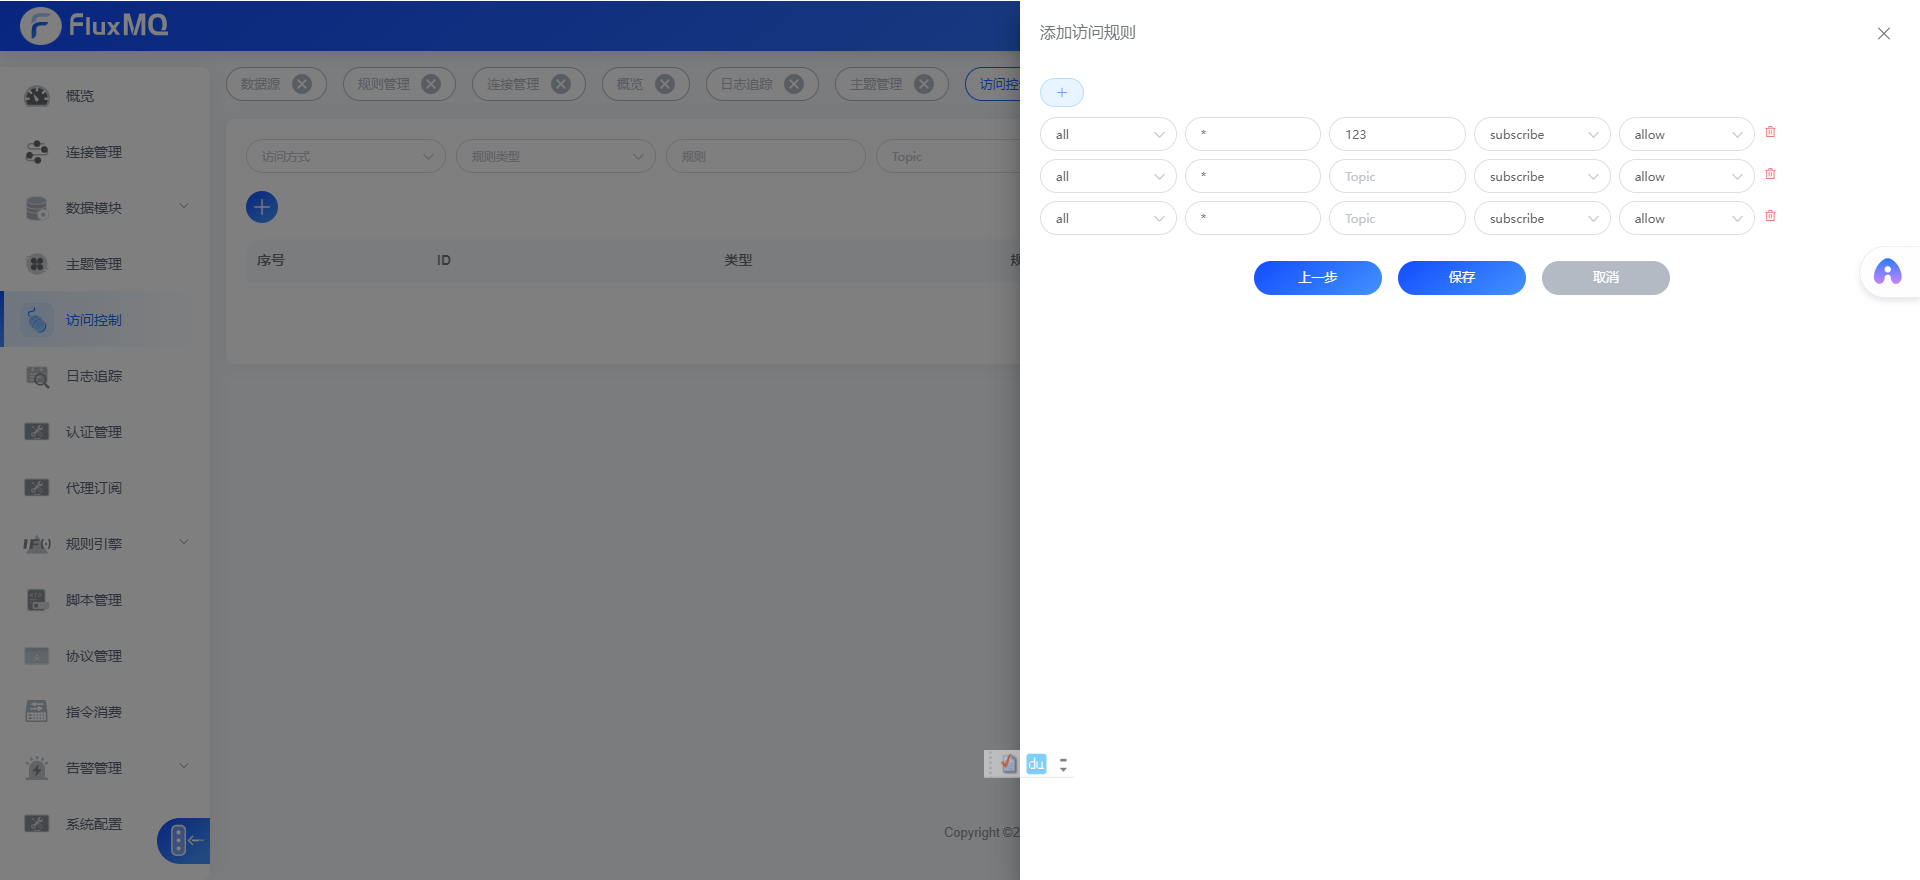 FluxMQ
添加访问规则
概览
连接管理
数据模块
主题管理
访问控制
日志追踪
认证管理
代理订阅
规则引擎
脚本管理
协议管理
指令消费
告警管理
系统配置
数据源 规则管理 连接管理 概览 日志追踪 主题管理 访问控
访问方式 规则类型 规则 Topic
序号 ID 类型
Copyright ©2
all * 123 subscribe allow
all * Topic subscribe allow
all * Topic subscribe allow
上一步 保存 取消
du